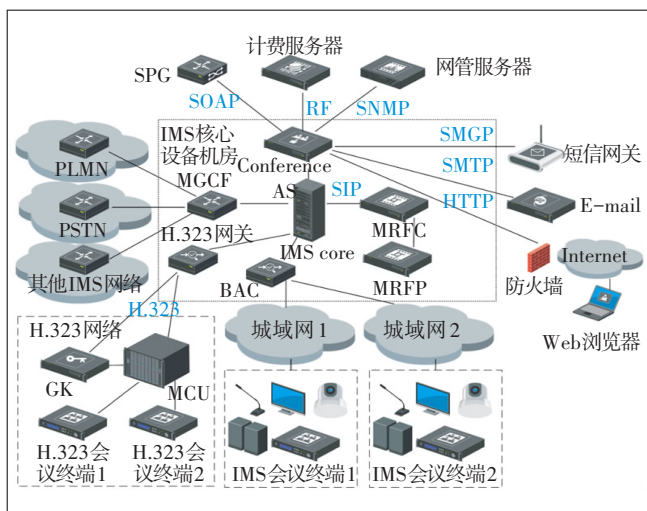 计费服务器
网管服务器
SPG
SOAP
RF
SNMP
IMS核心
设备机房
Conference
AS
SMGP
SMTP
HTTP
短信网关
E-mail
PLMN
MGCF
SIP
PSTN
H.323网关
IMS core
MRFC
MRFP
Internet
防火墙
Web浏览器
其他IMS网络
H.323
BAC
H.323网络
城域网1
城域网2
GK
MCU
H.323会
议终端1
H.323会
议终端2
IMS会议终端1
IMS会议终端2